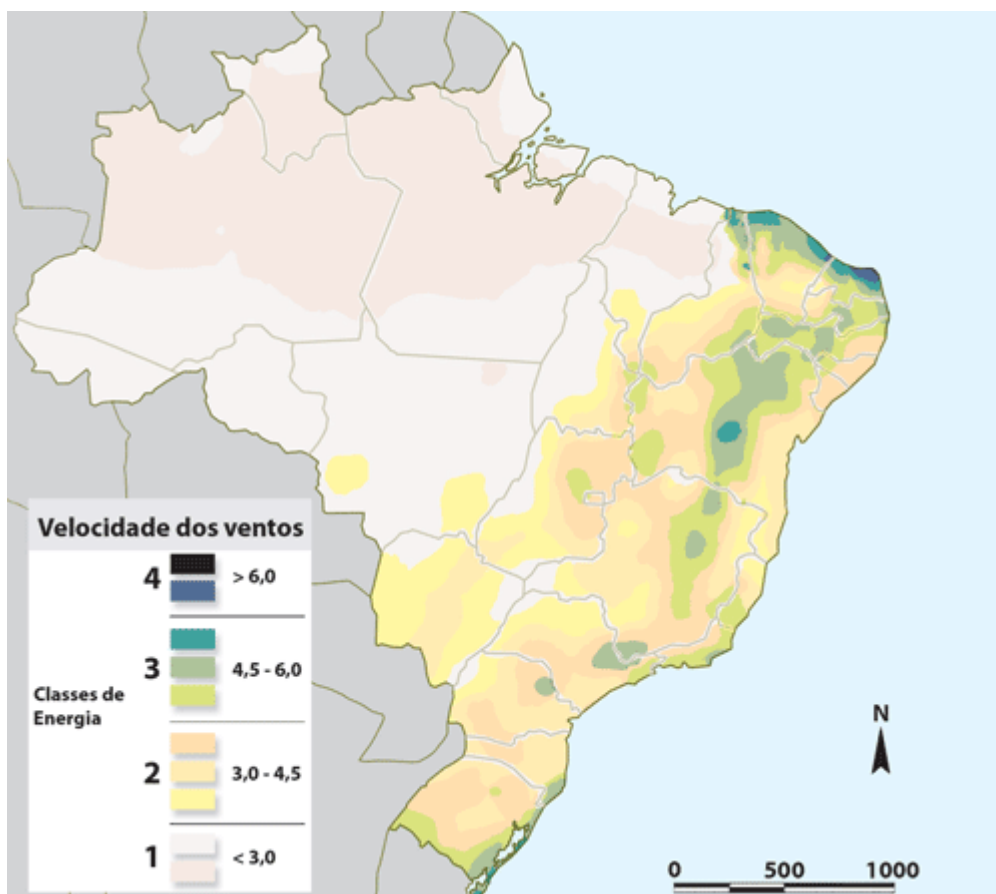 Velocidade dos ventos
4
> 6,0
3
4,5 - 6,0
Classes de
Energia
2
3,0 - 4,5
1
< 3,0
N
0 500 1000